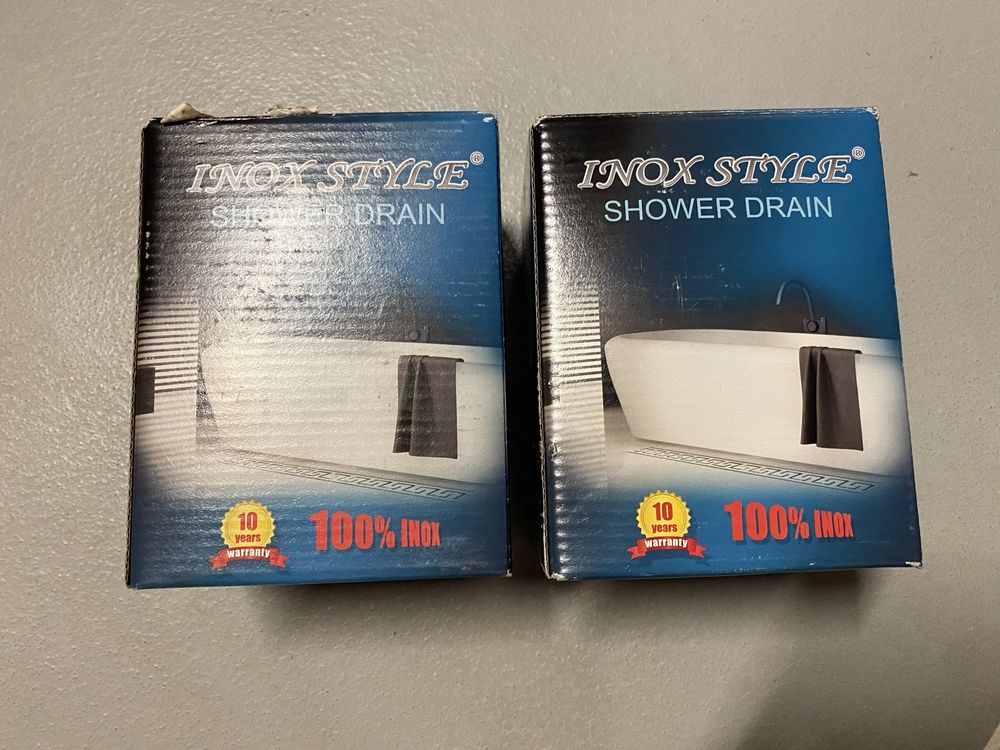 INOX STYLE®
SHOWER DRAIN
10
years
warranty
100% INOX
INOX STYLE®
SHOWER DRAIN
10
years
warranty
100% INOX